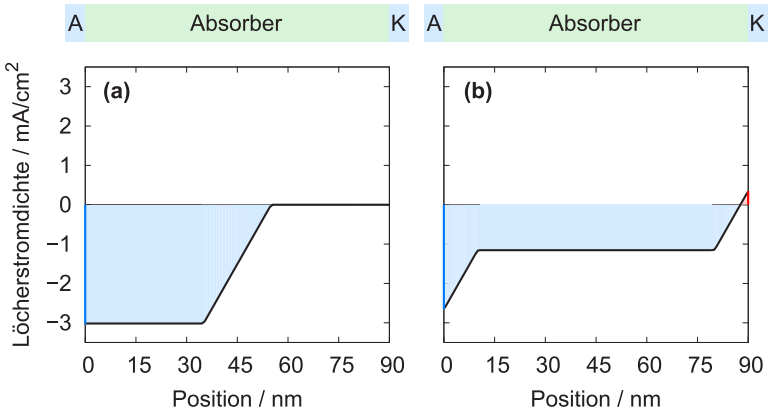 A Absorber K A Absorber K
Löcherstromdichte / mA/cm²
(a) (b)
3
2
1
0
−1
−2
−3
0 15 30 45 60 75 90 0 15 30 45 60 75 90
Position / nm Position / nm